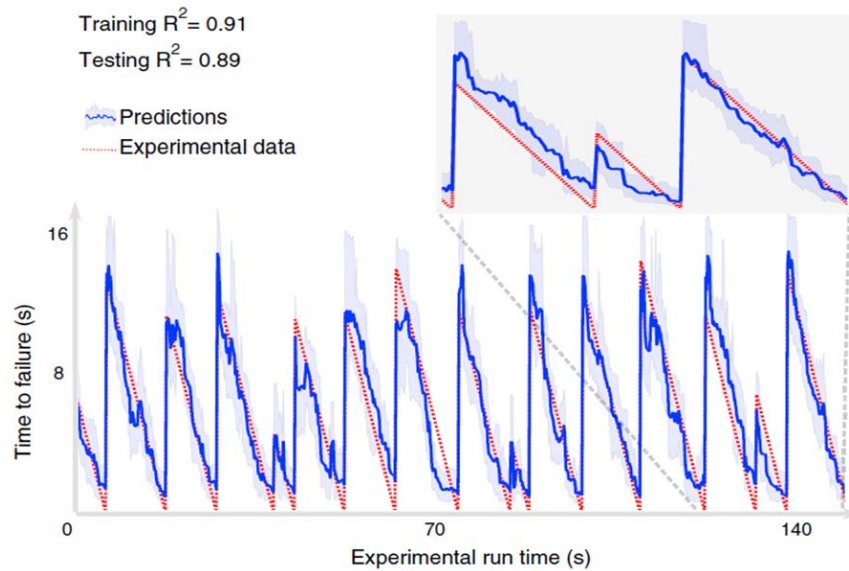 Training R²= 0.91
Testing R²= 0.89
Predictions
Experimental data
16
8
Time to failure (s)
0
70
140
Experimental run time (s)